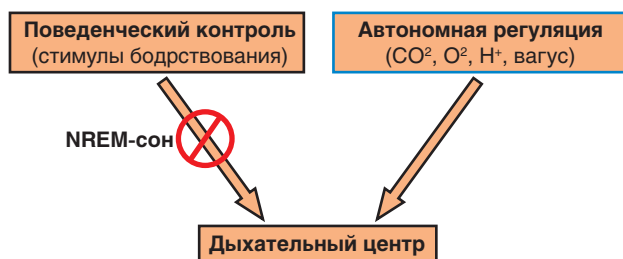 Поведенческий контроль
(стимулы бодрствования)
Автономная регуляция
(CO², O², H⁺, вагус)
NREM-сон
Дыхательный центр